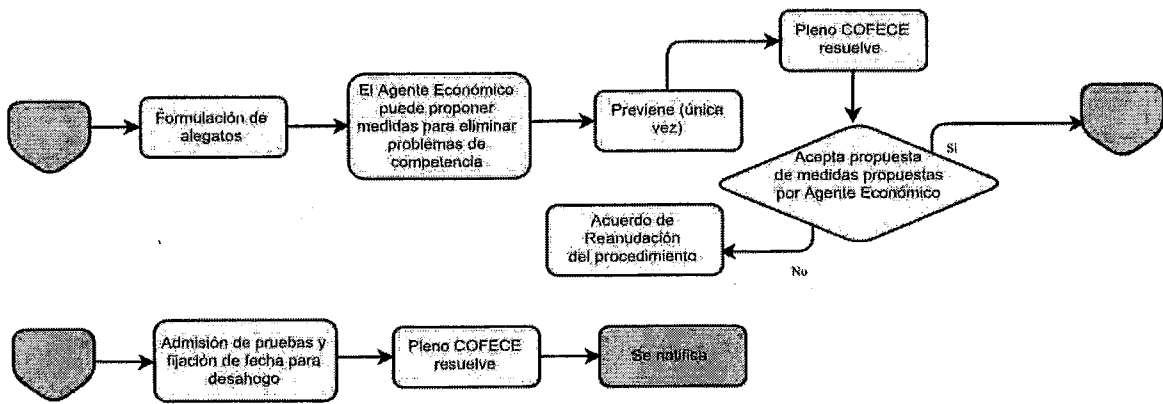 Formulación de
alegatos
El Agente Económico
puede proponer
medidas para eliminar
problemas de
competencia
Previene (única
vez)
Pleno COFECE
resuelve
Acepta propuesta
de medidas propuestas
por Agente Económico
Si
No
Acuerdo de
Reanudación
del procedimiento
Admisión de pruebas y
fijación de fecha para
desahogo
Pleno COFECE
resuelve
Se notifica